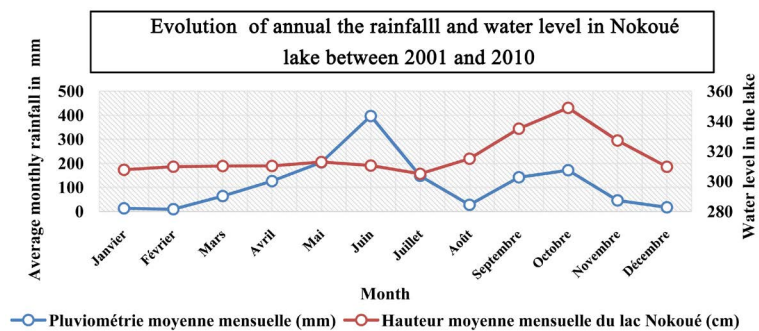 Evolution of annual the rainfalll and water level in Nokoué
lake between 2001 and 2010
Average monthly rainfall in mm
500
400
300
200
100
0
360
340
320
300
280
Water level in the lake
Janvier
Février
Mars
Avril
Mai
Juin
Juillet
Août
Septembre
Octobre
Novembre
Décembre
Month
Pluviométrie moyenne mensuelle (mm)
Hauteur moyenne mensuelle du lac Nokoué (cm)